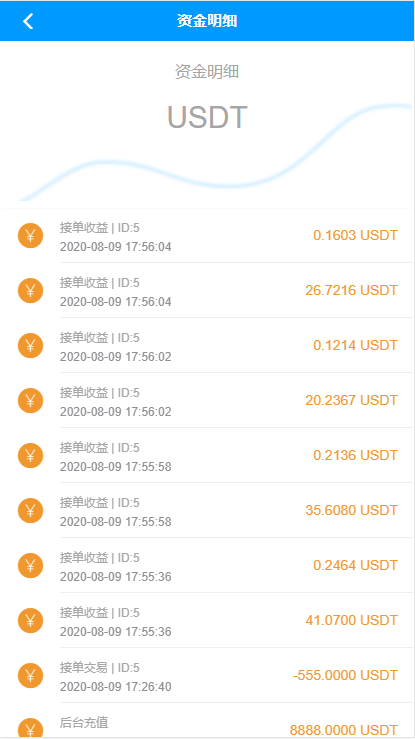 资金明细
资金明细
USDT
接单收益 | ID:5
2020-08-09 17:56:04
0.1603 USDT
接单收益 | ID:5
2020-08-09 17:56:04
26.7216 USDT
接单收益 | ID:5
2020-08-09 17:56:02
0.1214 USDT
接单收益 | ID:5
2020-08-09 17:56:02
20.2367 USDT
接单收益 | ID:5
2020-08-09 17:55:58
0.2136 USDT
接单收益 | ID:5
2020-08-09 17:55:58
35.6080 USDT
接单收益 | ID:5
2020-08-09 17:55:36
0.2464 USDT
接单收益 | ID:5
2020-08-09 17:55:36
41.0700 USDT
接单交易 | ID:5
2020-08-09 17:26:40
-555.0000 USDT
后台充值
8888.0000 USDT